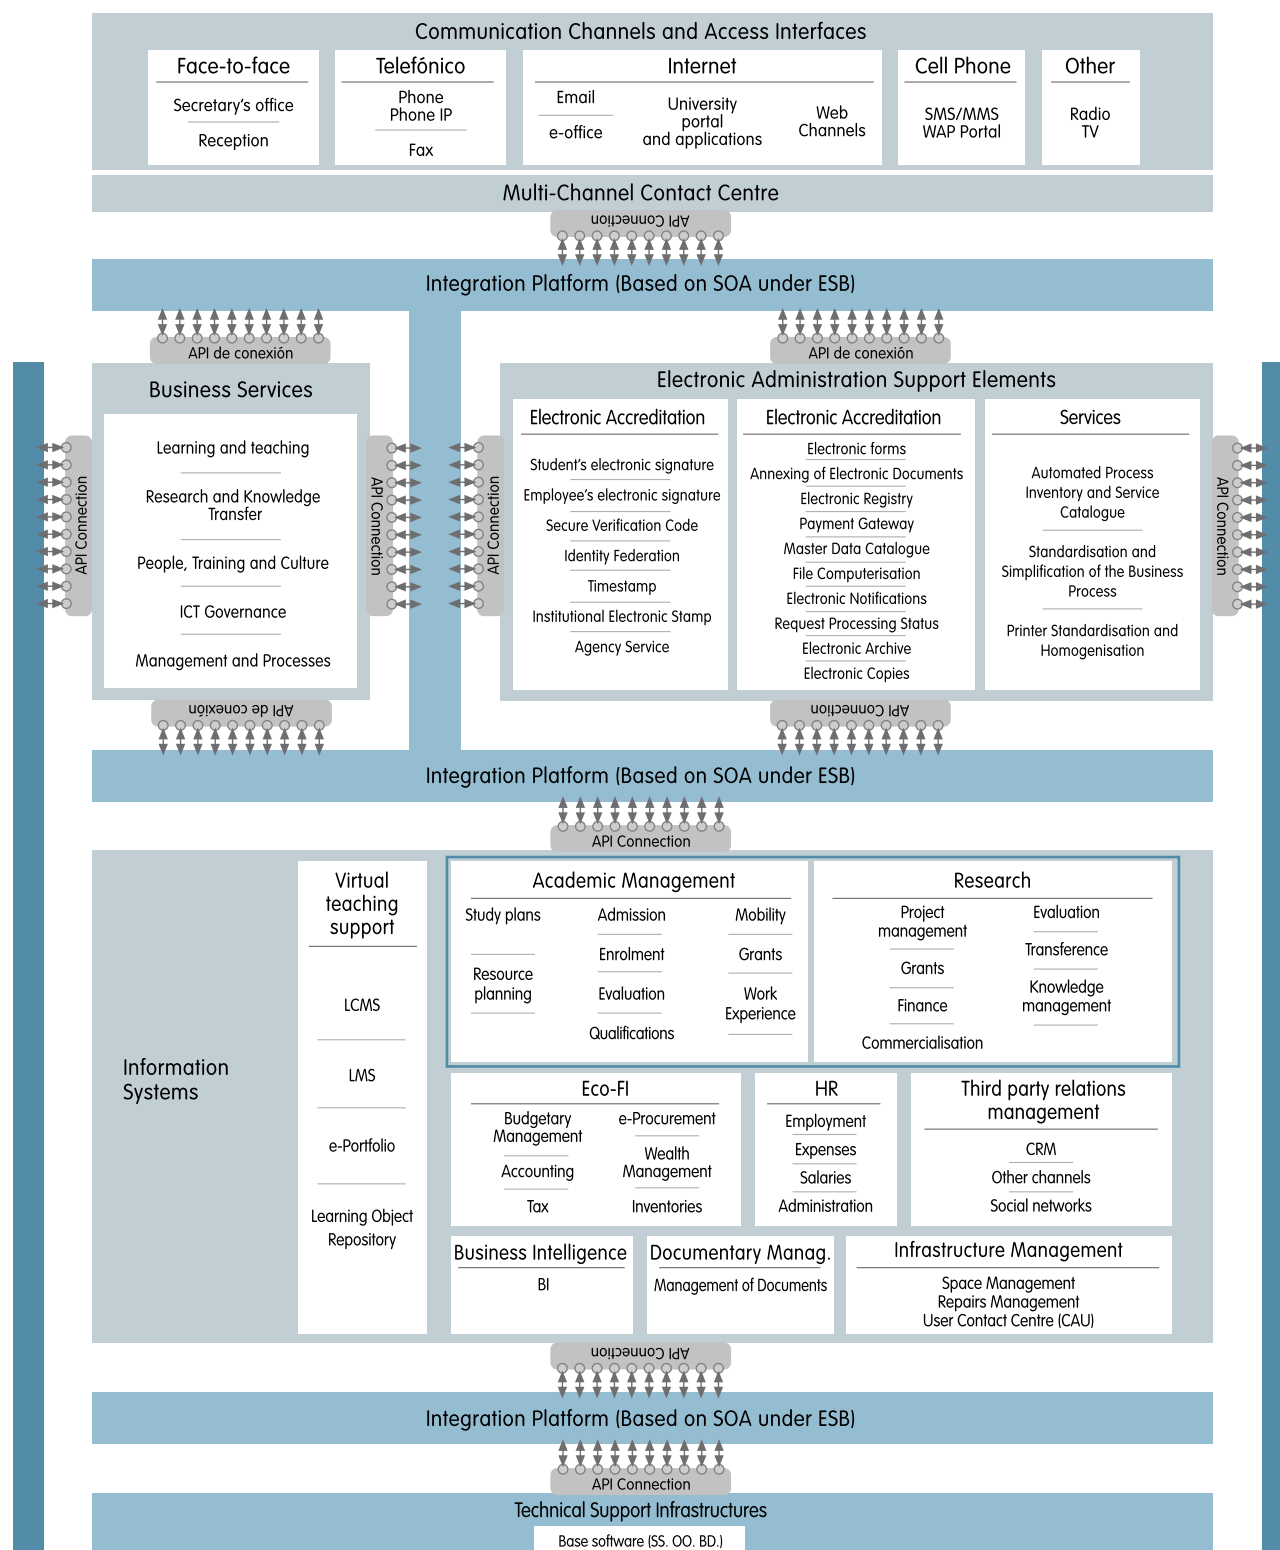 Communication Channels and Access Interfaces
Face-to-face
Secretary's office
Reception
Telefónico
Phone
Phone IP
Fax
Internet
Email
e-office
University
portal
and applications
Web
Channels
Cell Phone
SMS/MMS
WAP Portal
Other
Radio
TV
Multi-Channel Contact Centre
API Connection
Integration Platform (Based on SOA under ESB)
API de conexión
API de conexión
Business Services
Learning and teaching
Research and Knowledge
Transfer
People, Training and Culture
ICT Governance
Management and Processes
API Connection
API Connection
API Connection
API Connection
Electronic Administration Support Elements
Electronic Accreditation
Student's electronic signature
Employee's electronic signature
Secure Verification Code
Identity Federation
Timestamp
Institutional Electronic Stamp
Agency Service
Electronic Accreditation
Electronic forms
Annexing of Electronic Documents
Electronic Registry
Payment Gateway
Master Data Catalogue
File Computerisation
Electronic Notifications
Request Processing Status
Electronic Archive
Electronic Copies
Services
Automated Process
Inventory and Service
Catalogue
Standardisation and
Simplification of the Business
Process
Printer Standardisation and
Homogenisation
API de conexión
API Connection
Integration Platform (Based on SOA under ESB)
API Connection
Information
Systems
Virtual
teaching
support
LCMS
LMS
e-Portfolio
Learning Object
Repository
Academic Management
Study plans
Resource
planning
Admission
Enrolment
Evaluation
Qualifications
Mobility
Grants
Work
Experience
Research
Project
management
Grants
Finance
Commercialisation
Evaluation
Transference
Knowledge
management
Eco-FI
Budgetary
Management
Accounting
Tax
e-Procurement
Wealth
Management
Inventories
HR
Employment
Expenses
Salaries
Administration
Third party relations
management
CRM
Other channels
Social networks
Business Intelligence
BI
Documentary Manag.
Management of Documents
Infrastructure Management
Space Management
Repairs Management
User Contact Centre (CAU)
API Connection
Integration Platform (Based on SOA under ESB)
API Connection
Technical Support Infrastructures
Base software (SS. OO. BD.)